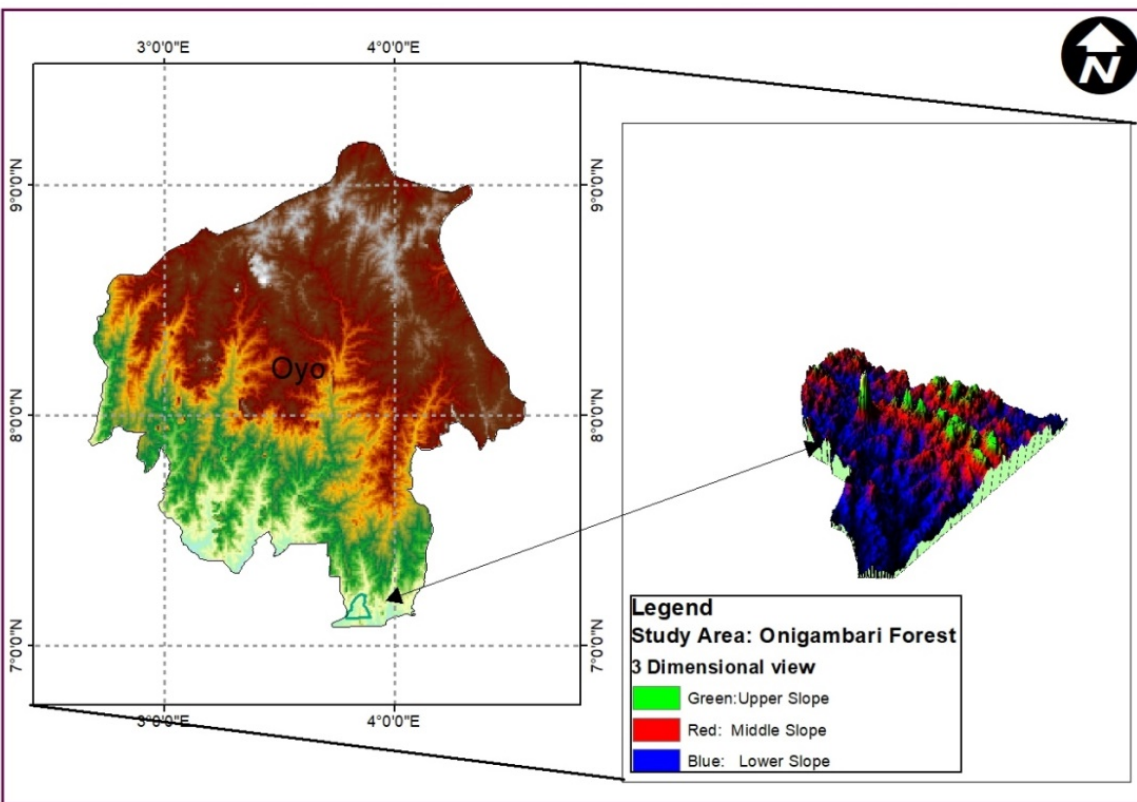 N
3°0'0"E 4°0'0"E
9°0'0"N 9°0'0"N
Oyo
8°0'0"N 8°0'0"N
7°0'0"N 7°0'0"N
3°0'0"E 4°0'0"E
Legend
Study Area: Onigambari Forest
3 Dimensional view
Green:Upper Slope
Red: Middle Slope
Blue: Lower Slope